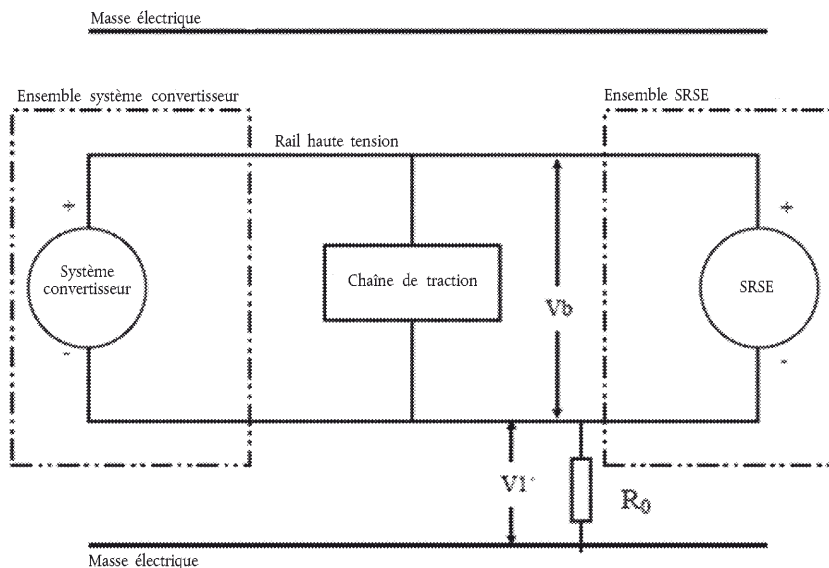 Masse électrique
Ensemble système convertisseur
Ensemble SRSE
Rail haute tension
+
+
Système
convertisseur
Chaîne de traction
Vb
SRSE
-
-
V1'
R0
Masse électrique